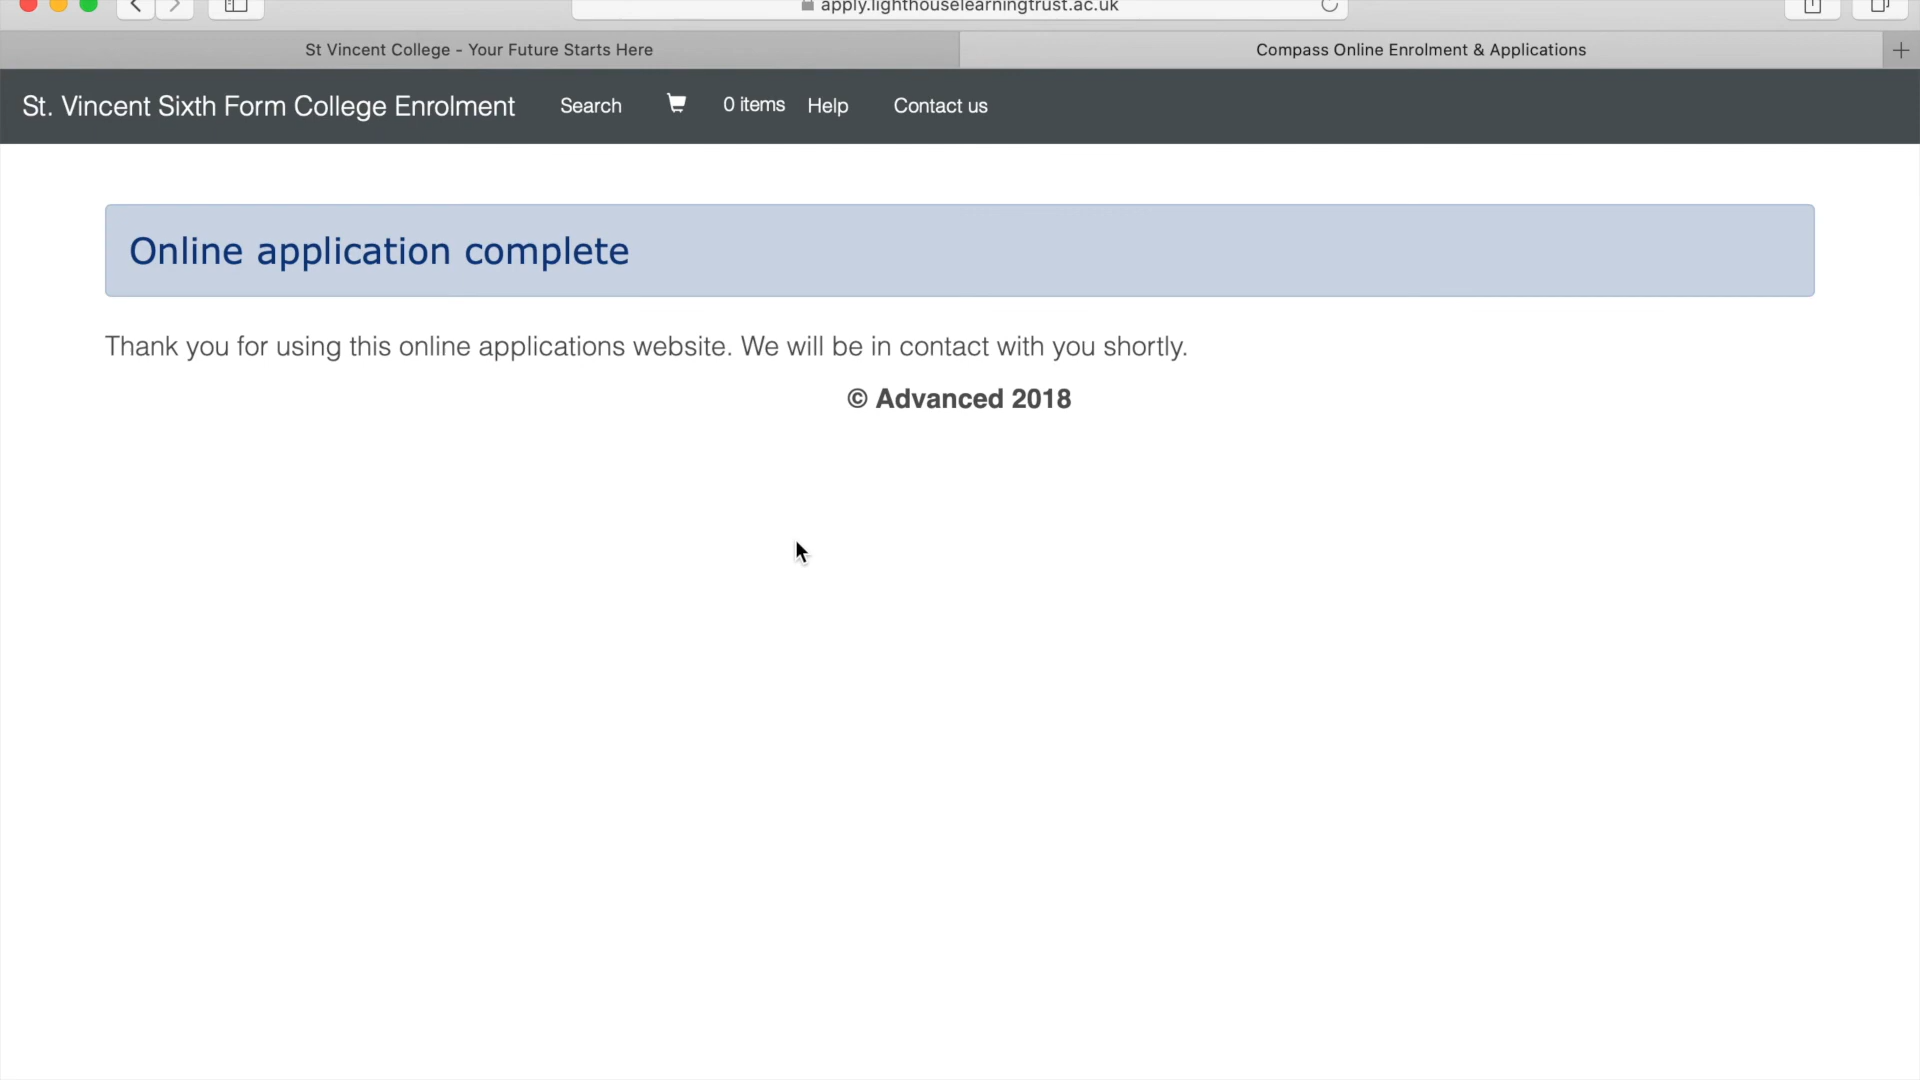 apply.lighthouselearningtrust.ac.uk
St Vincent College - Your Future Starts Here
Compass Online Enrolment & Applications
St. Vincent Sixth Form College Enrolment
Search
0 items
Help
Contact us
Online application complete
Thank you for using this online applications website. We will be in contact with you shortly.
© Advanced 2018